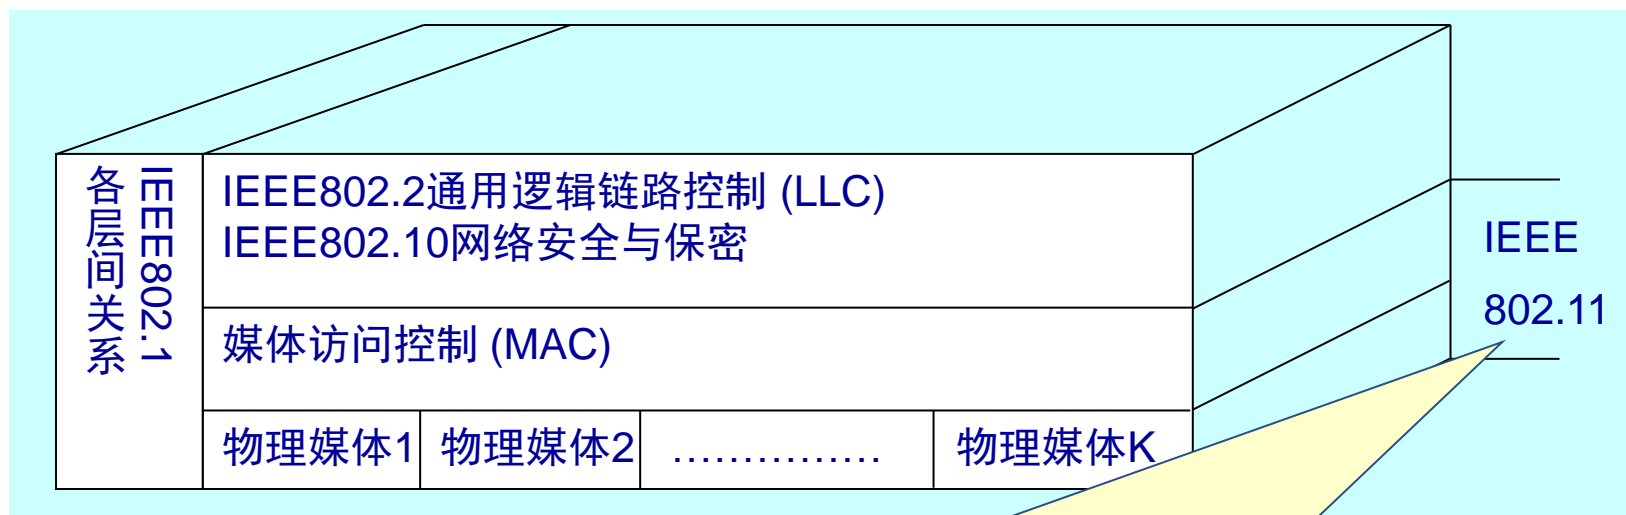 各层间关系
IEEE802.1
IEEE802.2通用逻辑链路控制 (LLC)
IEEE802.10网络安全与保密
媒体访问控制 (MAC)
物理媒体1
物理媒体2
……………
物理媒体K
IEEE
802.11